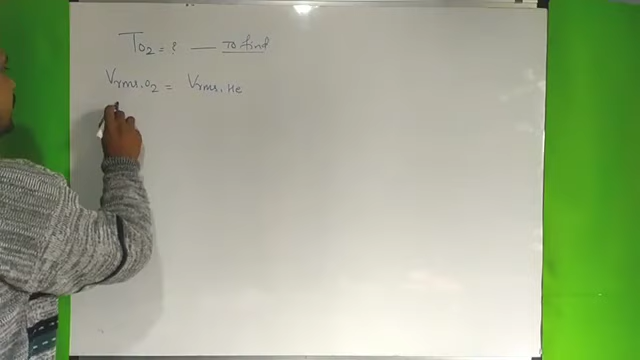 T_O2 = ? — To find
V_rms, O2 = V_rms, He